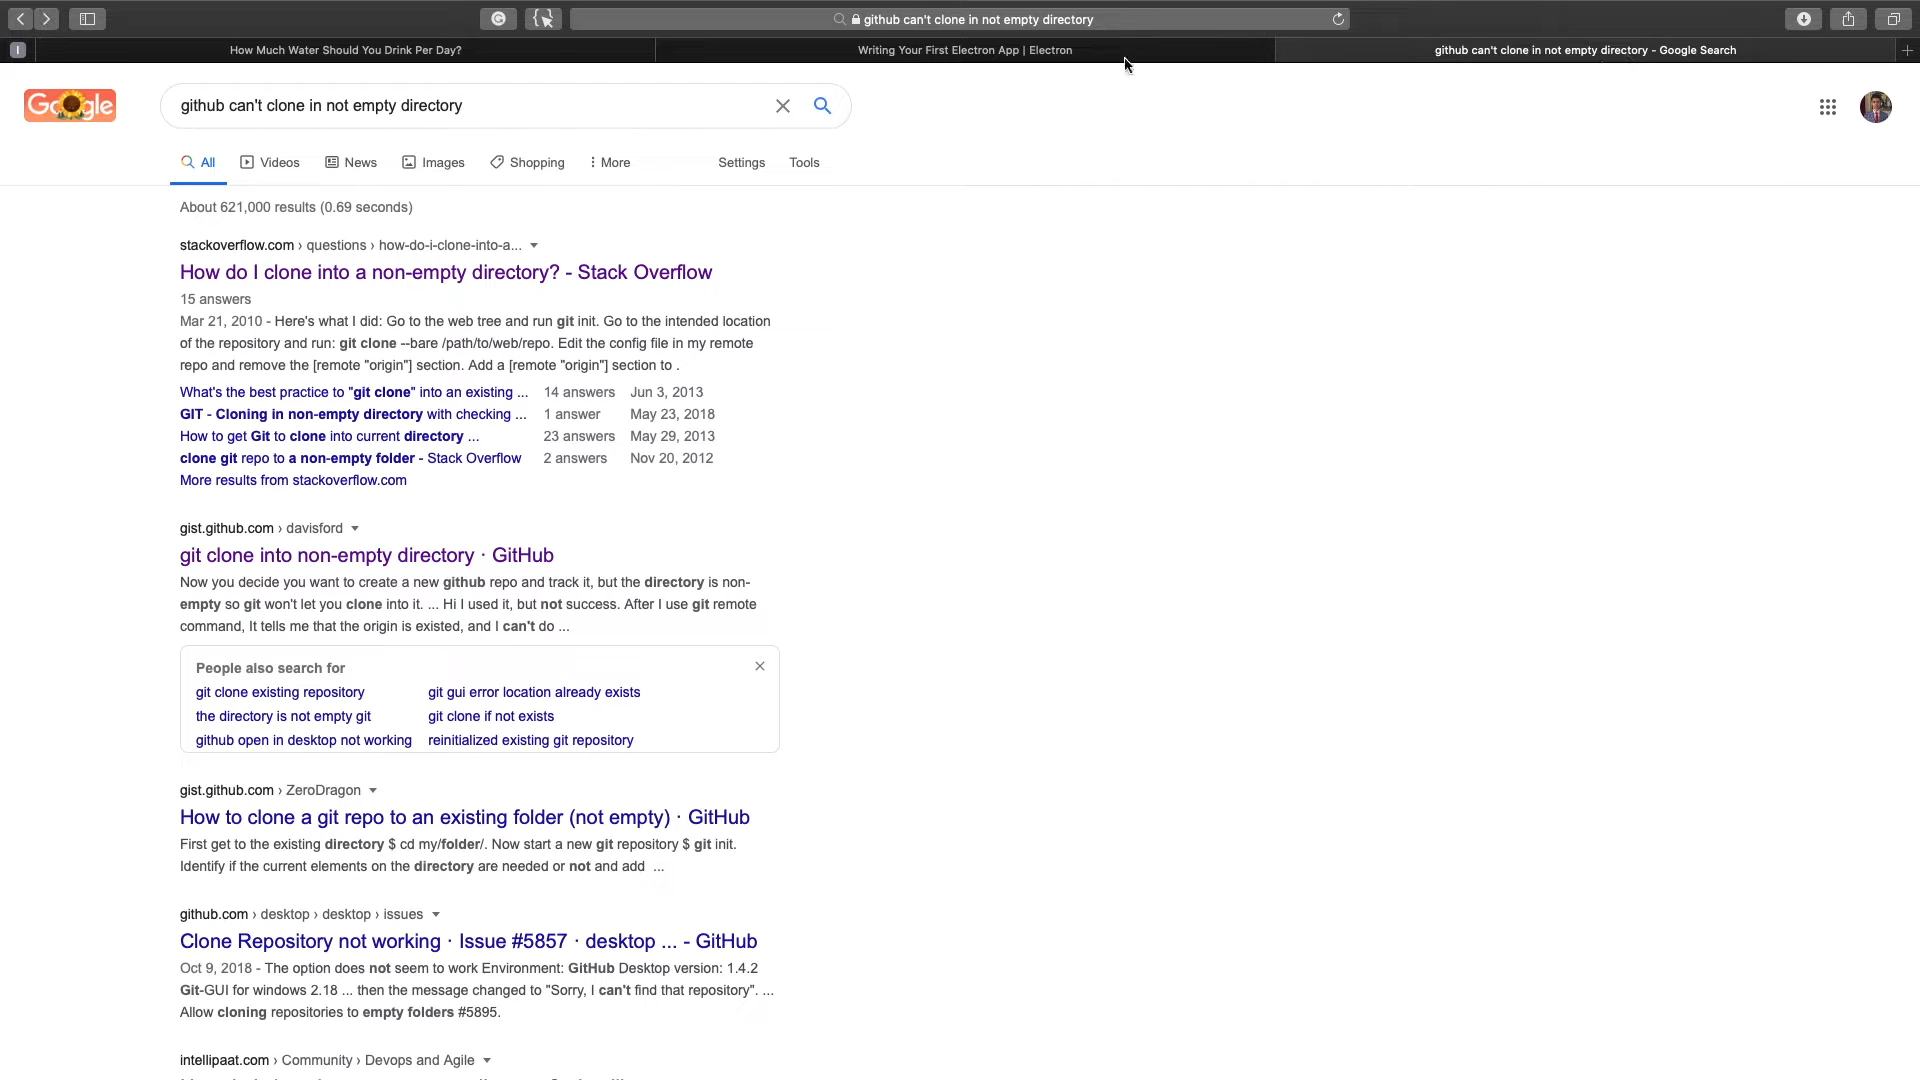 github can't clone in not empty directory
I
How Much Water Should You Drink Per Day?
Writing Your First Electron App | Electron
github can't clone in not empty directory - Google Search
Google
github can't clone in not empty directory
All
Videos
News
Images
Shopping
More
Settings
Tools
About 621,000 results (0.69 seconds)
stackoverflow.com › questions › how-do-i-clone-into-a...
How do I clone into a non-empty directory? - Stack Overflow
15 answers
Mar 21, 2010 - Here's what I did: Go to the web tree and run git init. Go to the intended location
of the repository and run: git clone --bare /path/to/web/repo. Edit the config file in my remote
repo and remove the [remote "origin"] section. Add a [remote "origin"] section to .
What's the best practice to "git clone" into an existing ... 14 answers Jun 3, 2013
GIT - Cloning in non-empty directory with checking ... 1 answer May 23, 2018
How to get Git to clone into current directory ... 23 answers May 29, 2013
clone git repo to a non-empty folder - Stack Overflow 2 answers Nov 20, 2012
More results from stackoverflow.com
gist.github.com › davisford
git clone into non-empty directory · GitHub
Now you decide you want to create a new github repo and track it, but the directory is non-
empty so git won't let you clone into it. ... Hi I used it, but not success. After I use git remote
command, It tells me that the origin is existed, and I can't do ...
People also search for
git clone existing repository git gui error location already exists
the directory is not empty git git clone if not exists
github open in desktop not working reinitialized existing git repository
gist.github.com › ZeroDragon
How to clone a git repo to an existing folder (not empty) · GitHub
First get to the existing directory $ cd my/folder/. Now start a new git repository $ git init.
Identify if the current elements on the directory are needed or not and add ...
github.com › desktop › desktop › issues
Clone Repository not working · Issue #5857 · desktop ... - GitHub
Oct 9, 2018 - The option does not seem to work Environment: GitHub Desktop version: 1.4.2
Git-GUI for windows 2.18 ... then the message changed to "Sorry, I can't find that repository". ...
Allow cloning repositories to empty folders #5895.
intellipaat.com › Community › Devops and Agile